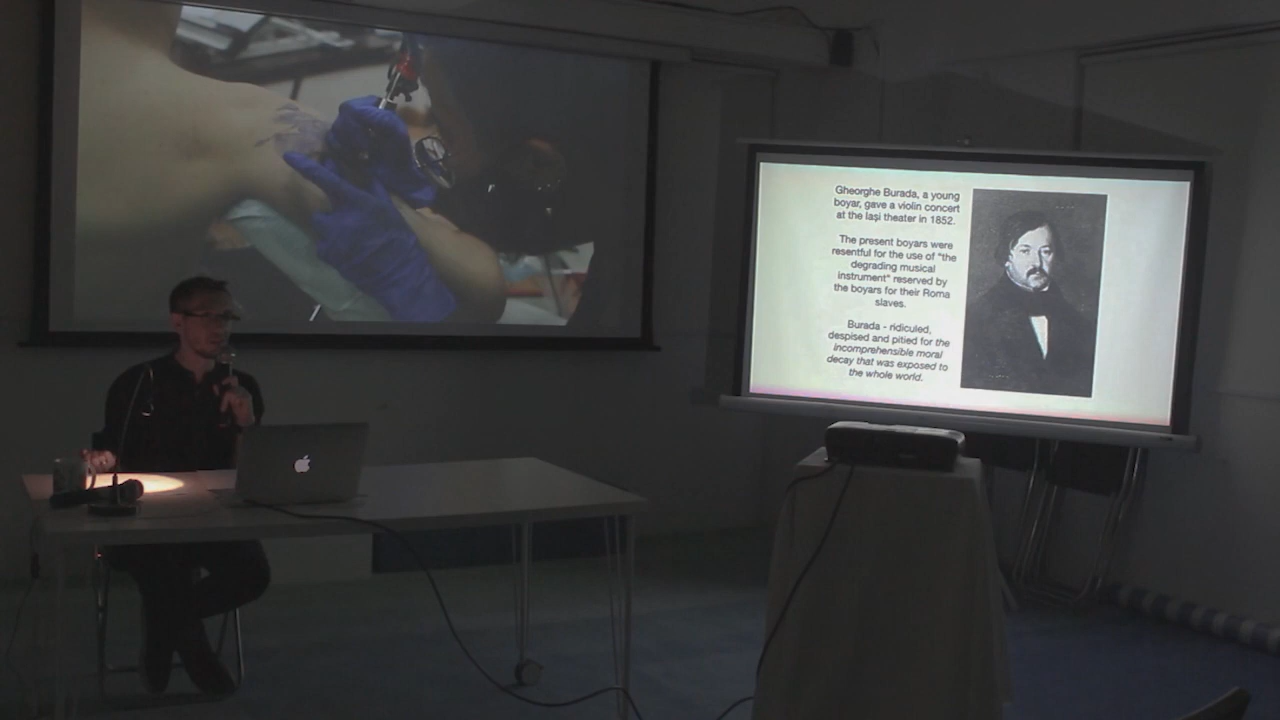 Gheorghe Burada, a young
boyar, gave a violin concert
at the Iași theater in 1852.
The present boyars were
resentful for the use of "the
degrading musical
instrument" reserved by
the boyars for their Roma
slaves.
Burada - ridiculed,
despised and pitied for the
incomprehensible moral
decay that was exposed to
the whole world.